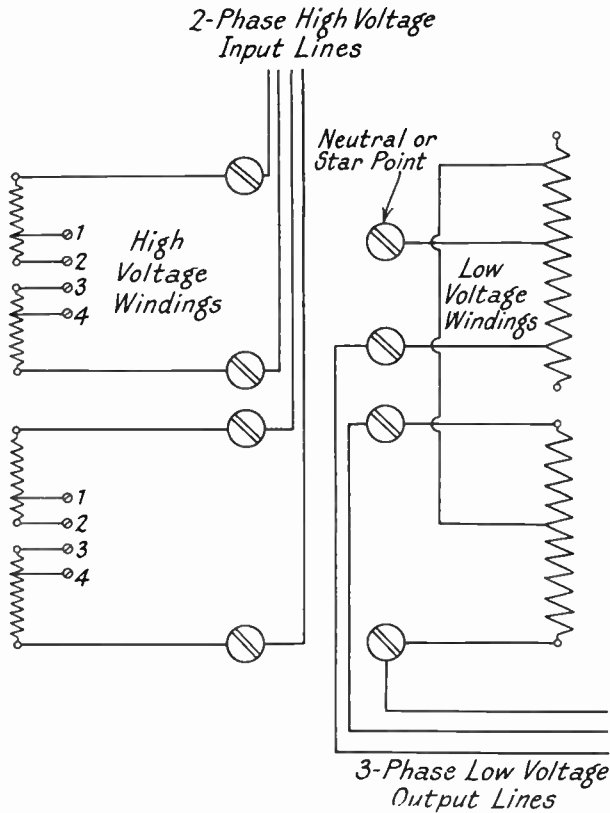 2-Phase High Voltage
Input Lines
Neutral or
Star Point
1
2
3
4
High
Voltage
Windings
Low
Voltage
Windings
1
2
3
4
3-Phase Low Voltage
Output Lines